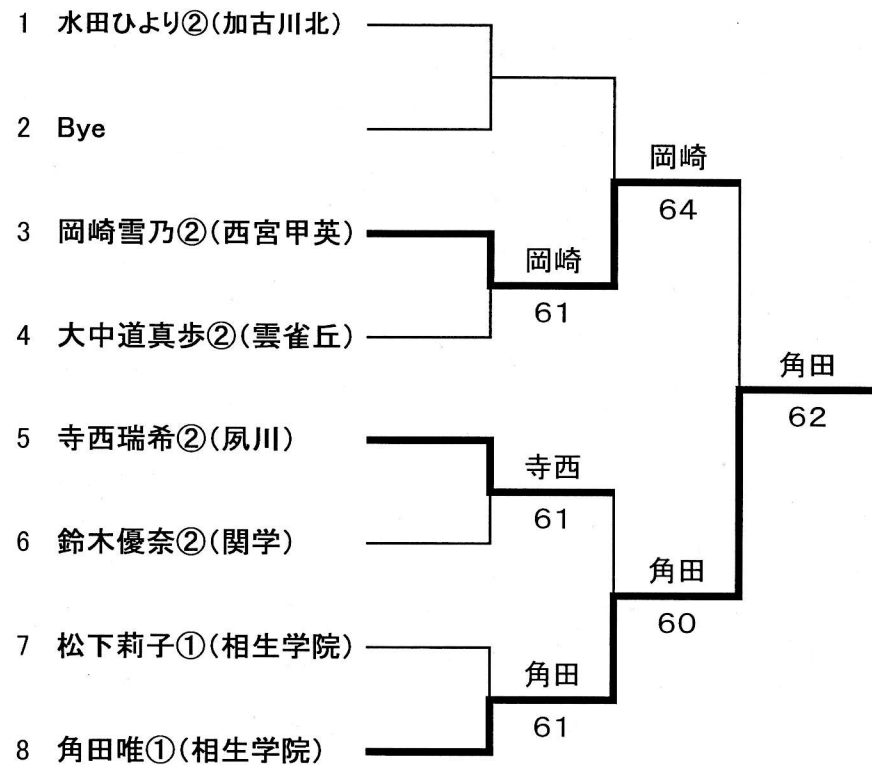 1 水田ひより②(加古川北)
2 Bye
岡崎
64
3 岡崎雪乃②(西宮甲英)
岡崎
61
4 大中道真歩②(雲雀丘)
角田
62
5 寺西瑞希②(夙川)
寺西
61
6 鈴木優奈②(関学)
角田
60
7 松下莉子①(相生学院)
角田
61
8 角田唯①(相生学院)